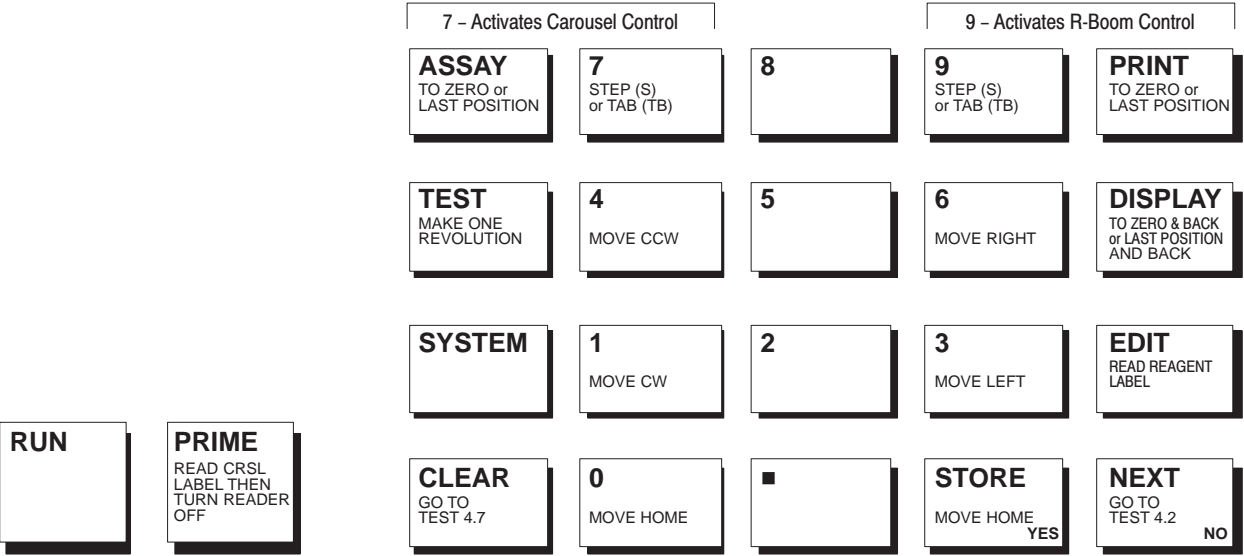 7 – Activates Carousel Control
9 – Activates R-Boom Control
ASSAY
TO ZERO or
LAST POSITION
7
STEP (S)
or TAB (TB)
8
9
STEP (S)
or TAB (TB)
PRINT
TO ZERO or
LAST POSITION
TEST
MAKE ONE
REVOLUTION
4
MOVE CCW
5
6
MOVE RIGHT
DISPLAY
TO ZERO & BACK
or LAST POSITION
AND BACK
SYSTEM
1
MOVE CW
2
3
MOVE LEFT
EDIT
READ REAGENT
LABEL
RUN
PRIME
READ CRSL
LABEL THEN
TURN READER
OFF
CLEAR
GO TO
TEST 4.7
0
MOVE HOME
■
STORE
MOVE HOME
YES
NEXT
GO TO
TEST 4.2
NO